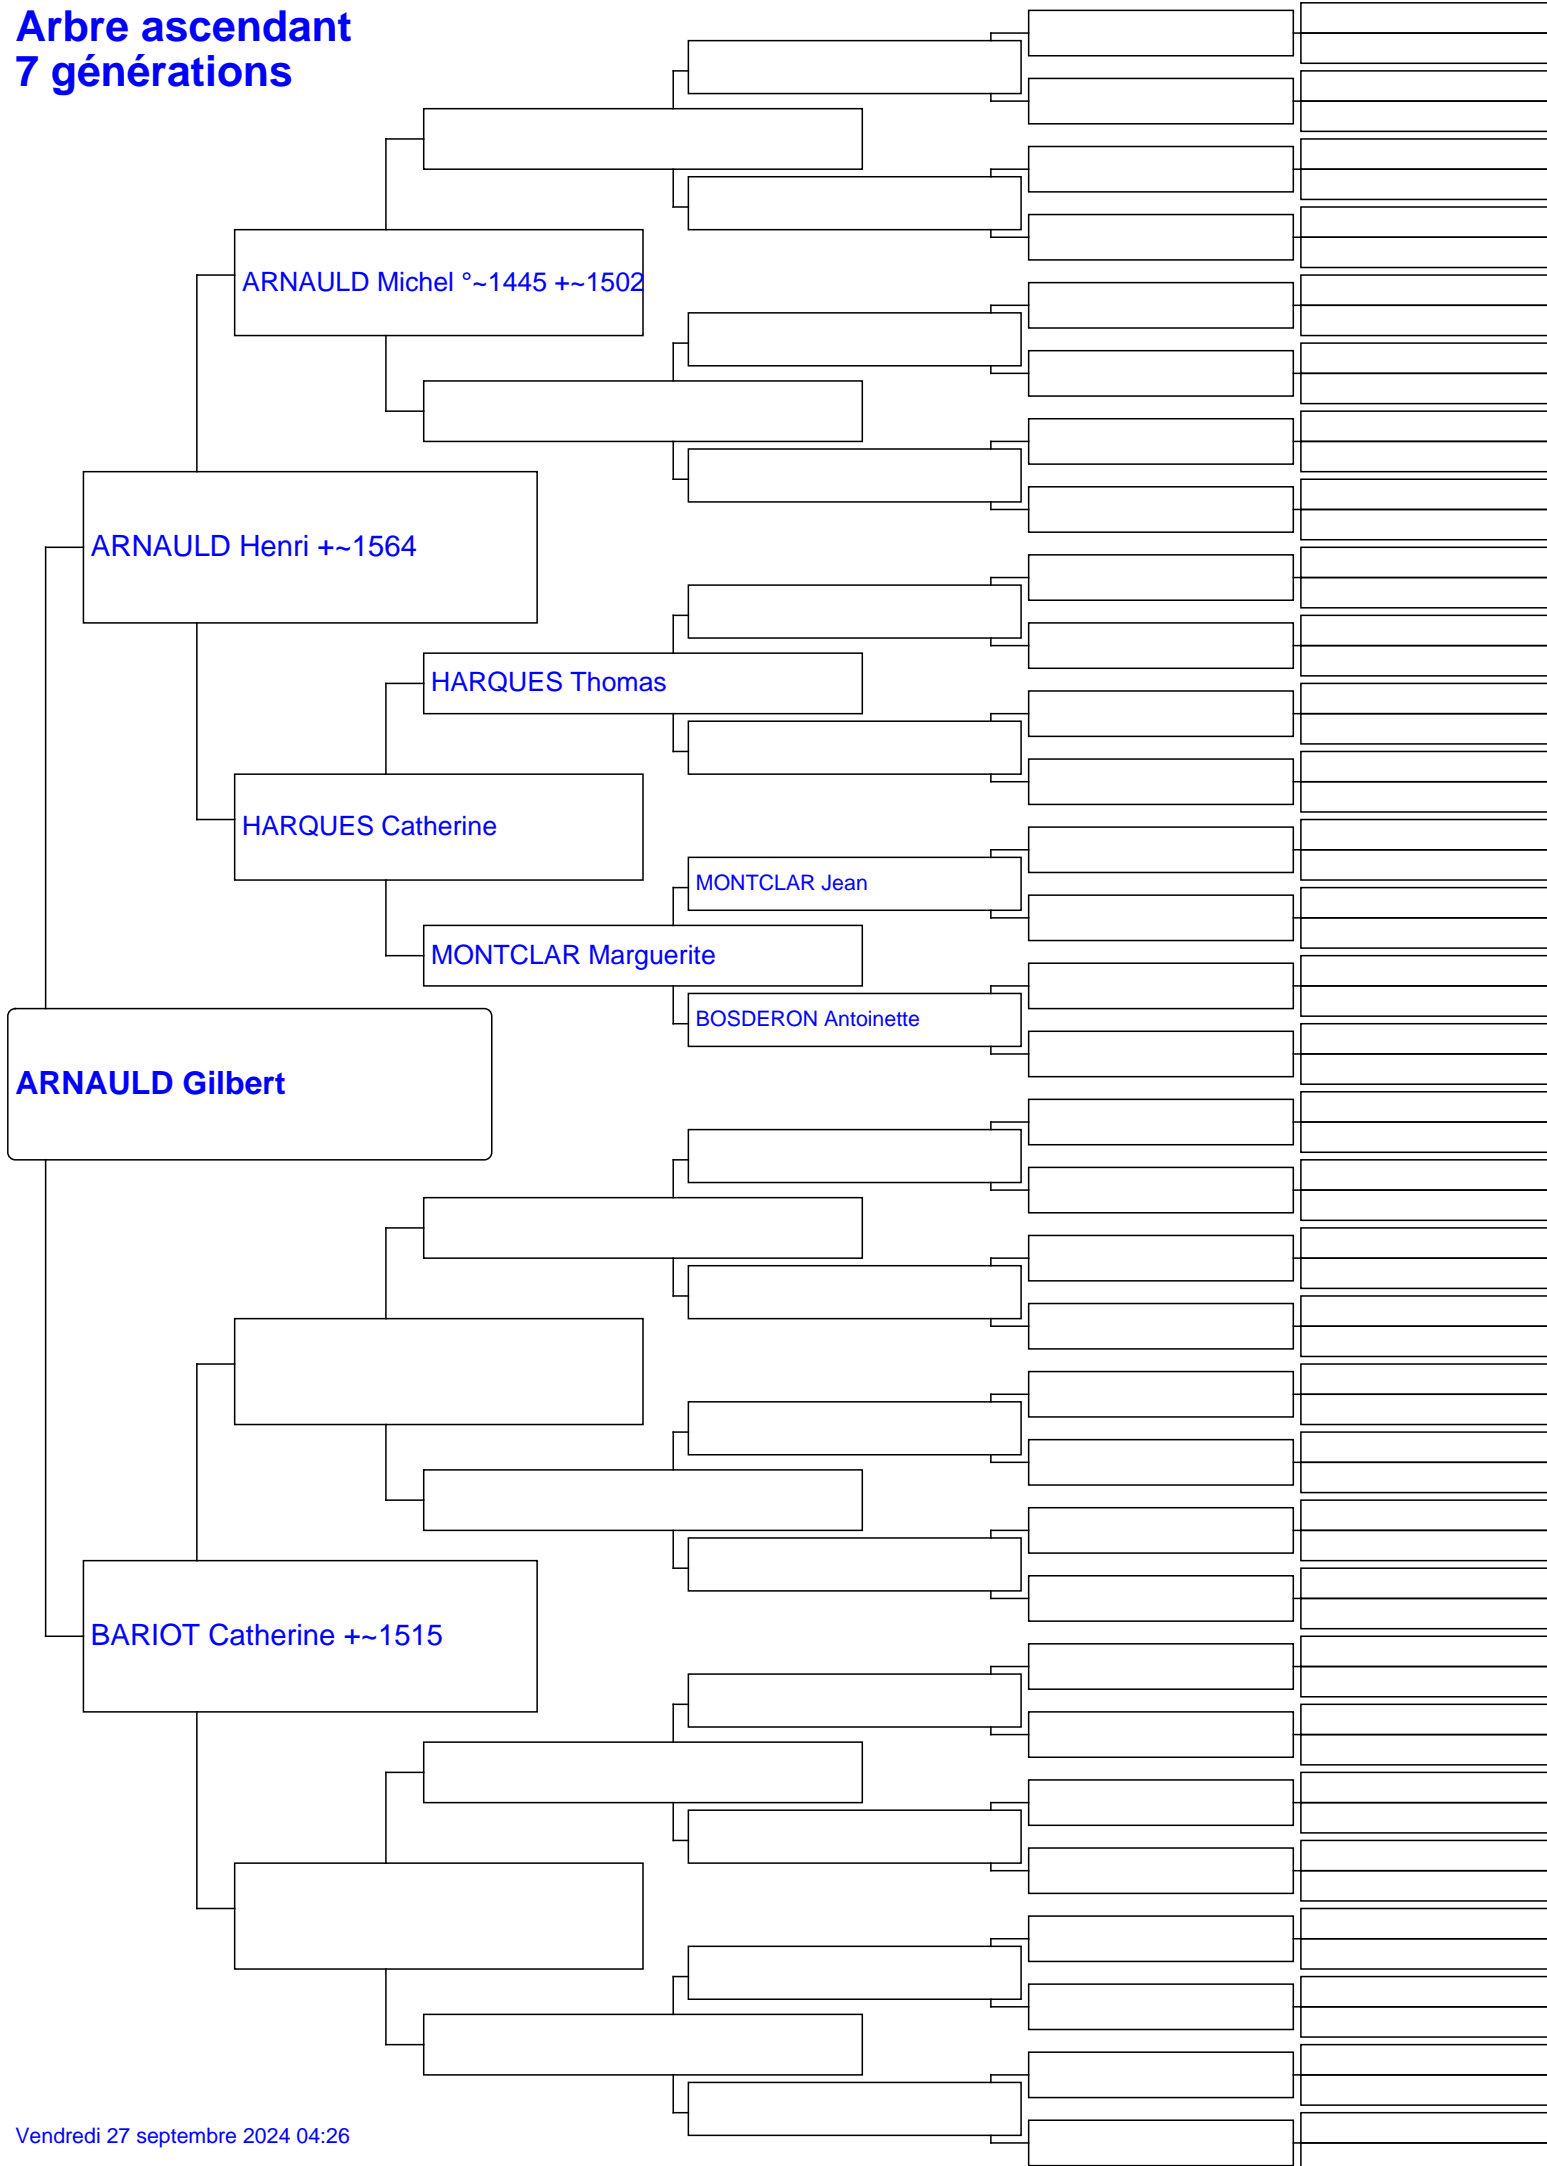 Arbre ascendant
7 générations
ARNAULD Michel °~1445 +~1502
ARNAULD Henri +~1564
HARQUES Thomas
HARQUES Catherine
MONTCLAR Jean
MONTCLAR Marguerite
BOSDERON Antoinette
ARNAULD Gilbert
BARIOT Catherine +~1515
Vendredi 27 septembre 2024 04:26